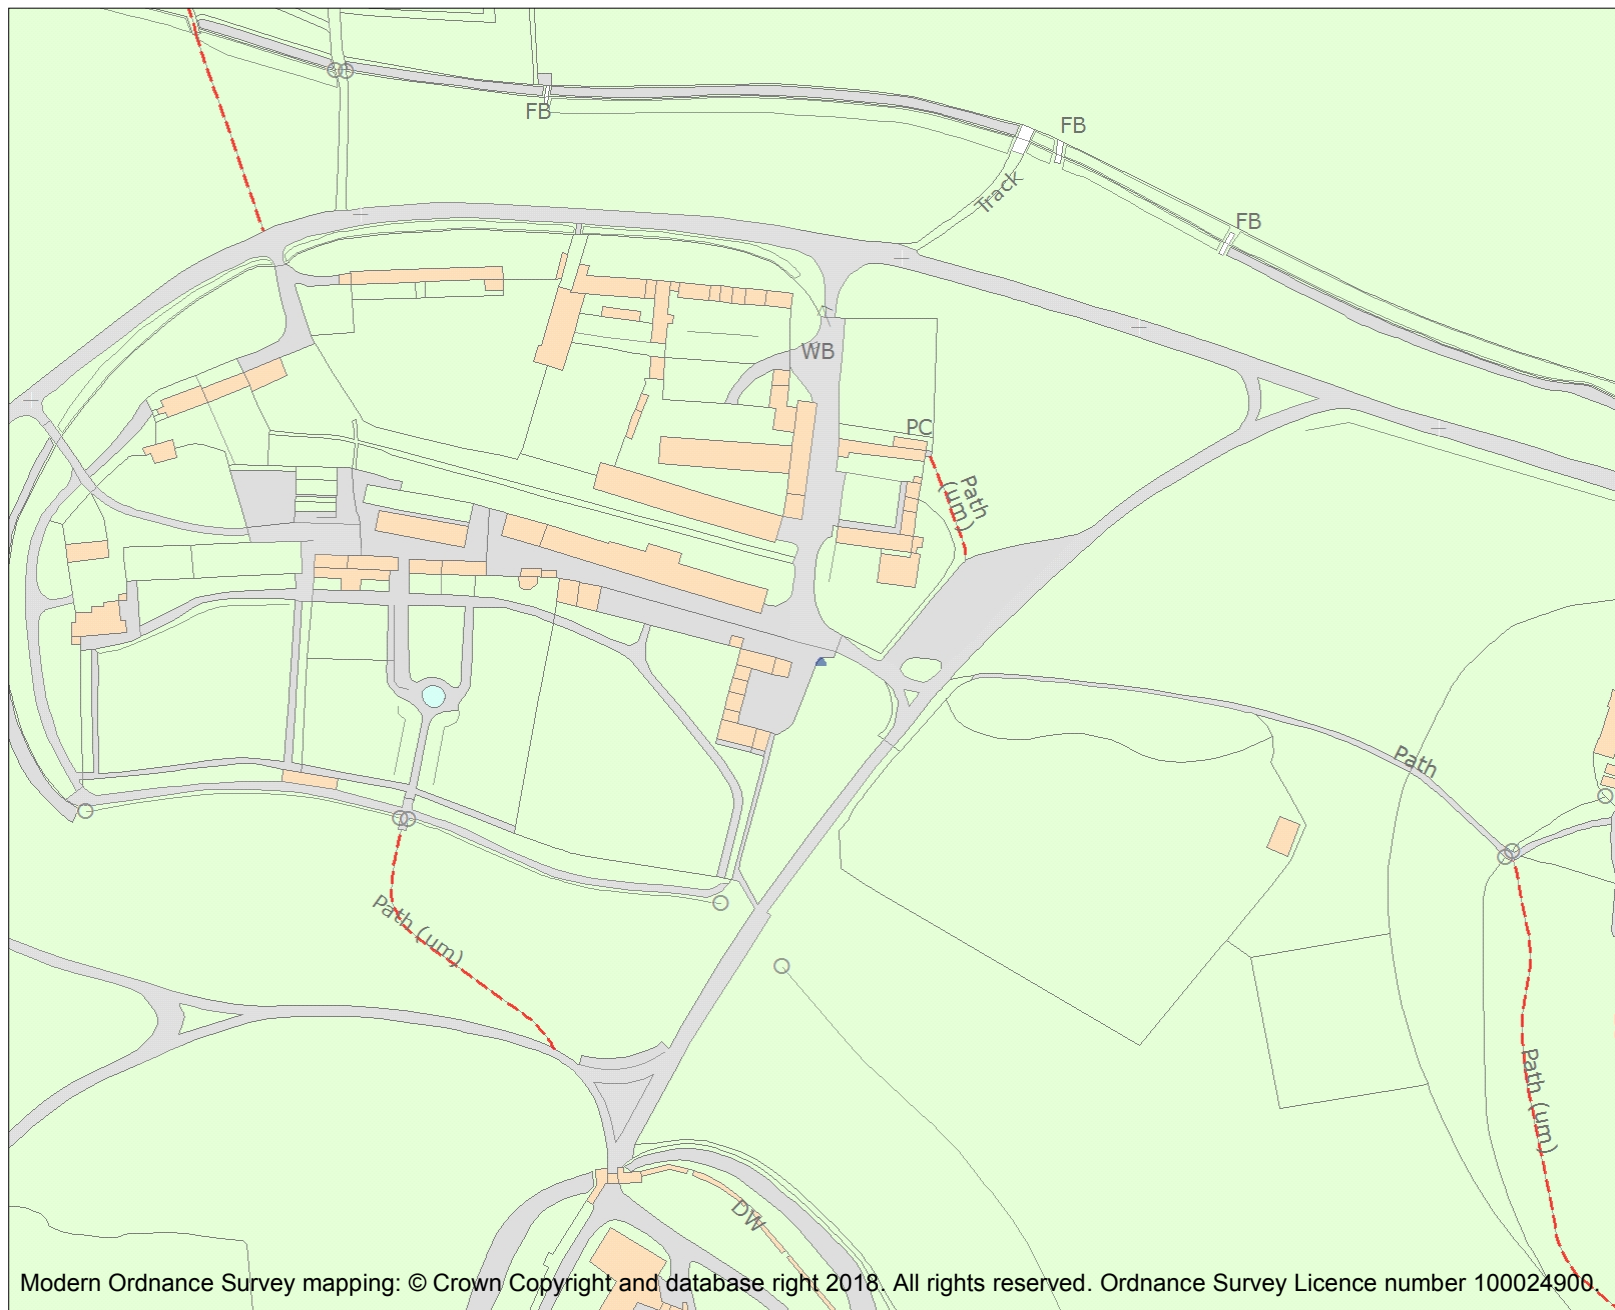 FB
FB
Track
FB
WB
PC
Path
(um)
Path
Path (um)
Path (um)
DW
Modern Ordnance Survey mapping: © Crown Copyright and database right 2018. All rights reserved. Ordnance Survey Licence number 100024900.